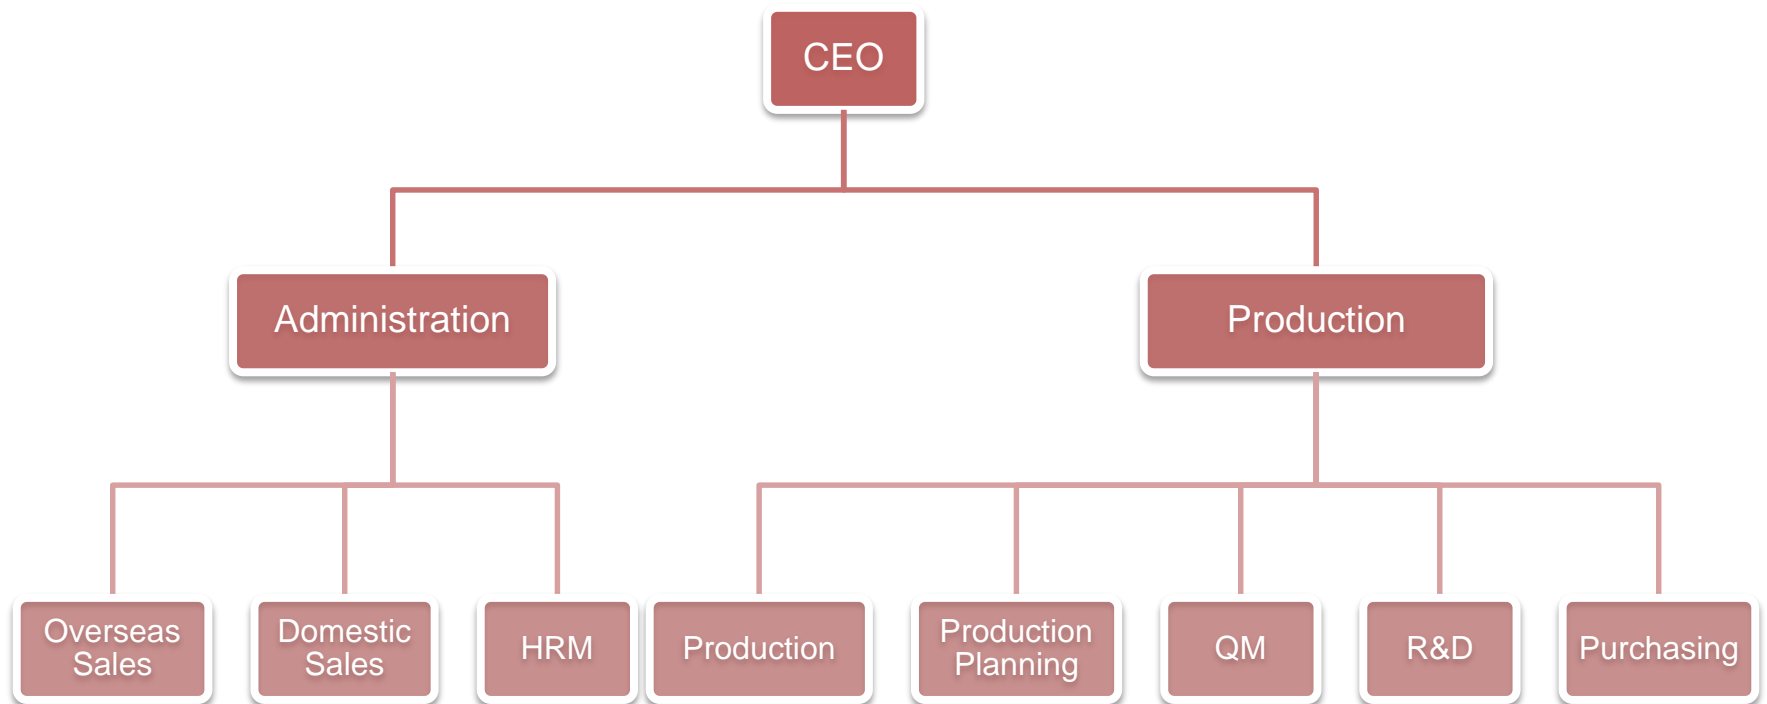 CEO
Administration
Production
Overseas
Sales
Domestic
Sales
HRM
Production
Production
Planning
QM
R&D
Purchasing